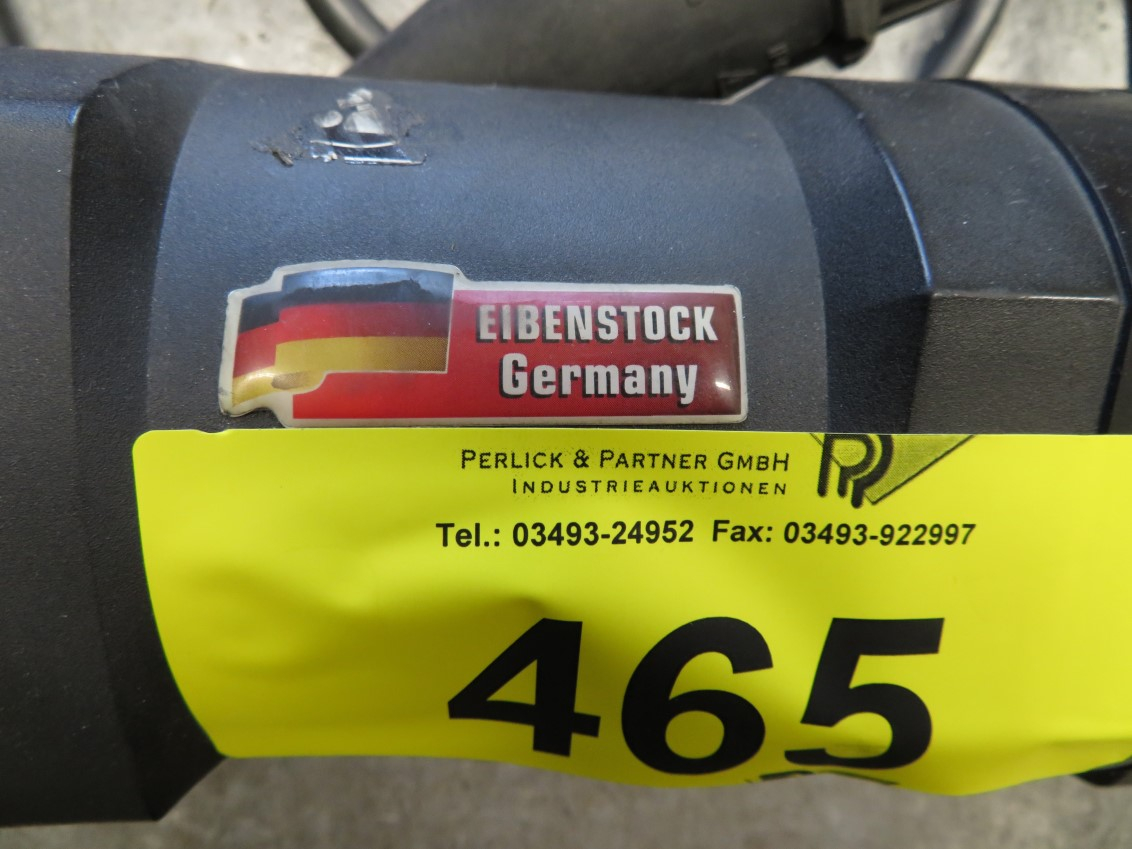 EIBENSTOCK
Germany
PERLICK & PARTNER GMBH
INDUSTRIEAUKTIONEN
Tel.: 03493-24952 Fax: 03493-922997
465